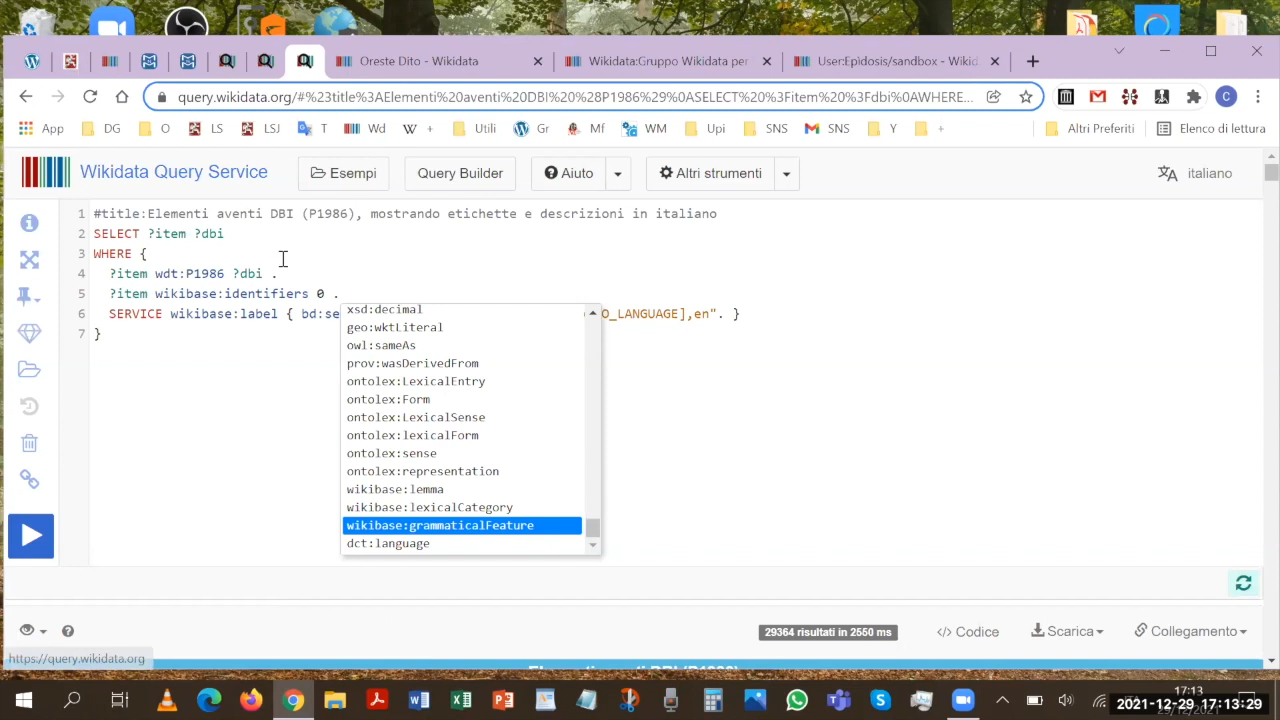 Oreste Dito - Wikidata
Wikidata:Gruppo Wikidata per
User:Epìdosis/sandbox - Wikid
query.wikidata.org/#%23title%3AElementi%20aventi%20DBI%20%28P1986%29%0ASELECT%20%3Fitem%20%3Fdbi%0AWHERE...
C
App DG O LS LSJ T Wd + Utili Gr Mf WM Upi SNS SNS Y + Altri Preferiti Elenco di lettura
Wikidata Query Service Esempi Query Builder Aiuto Altri strumenti italiano
1 #title:Elementi aventi DBI (P1986), mostrando etichette e descrizioni in italiano
2 SELECT ?item ?dbi
3 WHERE {
4 ?item wdt:P1986 ?dbi .
5 ?item wikibase:identifiers 0 .
6 SERVICE wikibase:label { bd:se O_LANGUAGE],en". }
7 }
xsd:decimal
geo:wktLiteral
owl:sameAs
prov:wasDerivedFrom
ontolex:LexicalEntry
ontolex:Form
ontolex:LexicalSense
ontolex:lexicalForm
ontolex:sense
ontolex:representation
wikibase:lemma
wikibase:lexicalCategory
wikibase:grammaticalFeature
dct:language
29364 risultati in 2550 ms </> Codice Scarica Collegamento
https://query.wikidata.org
17:13
2021-12-29 17:13:29